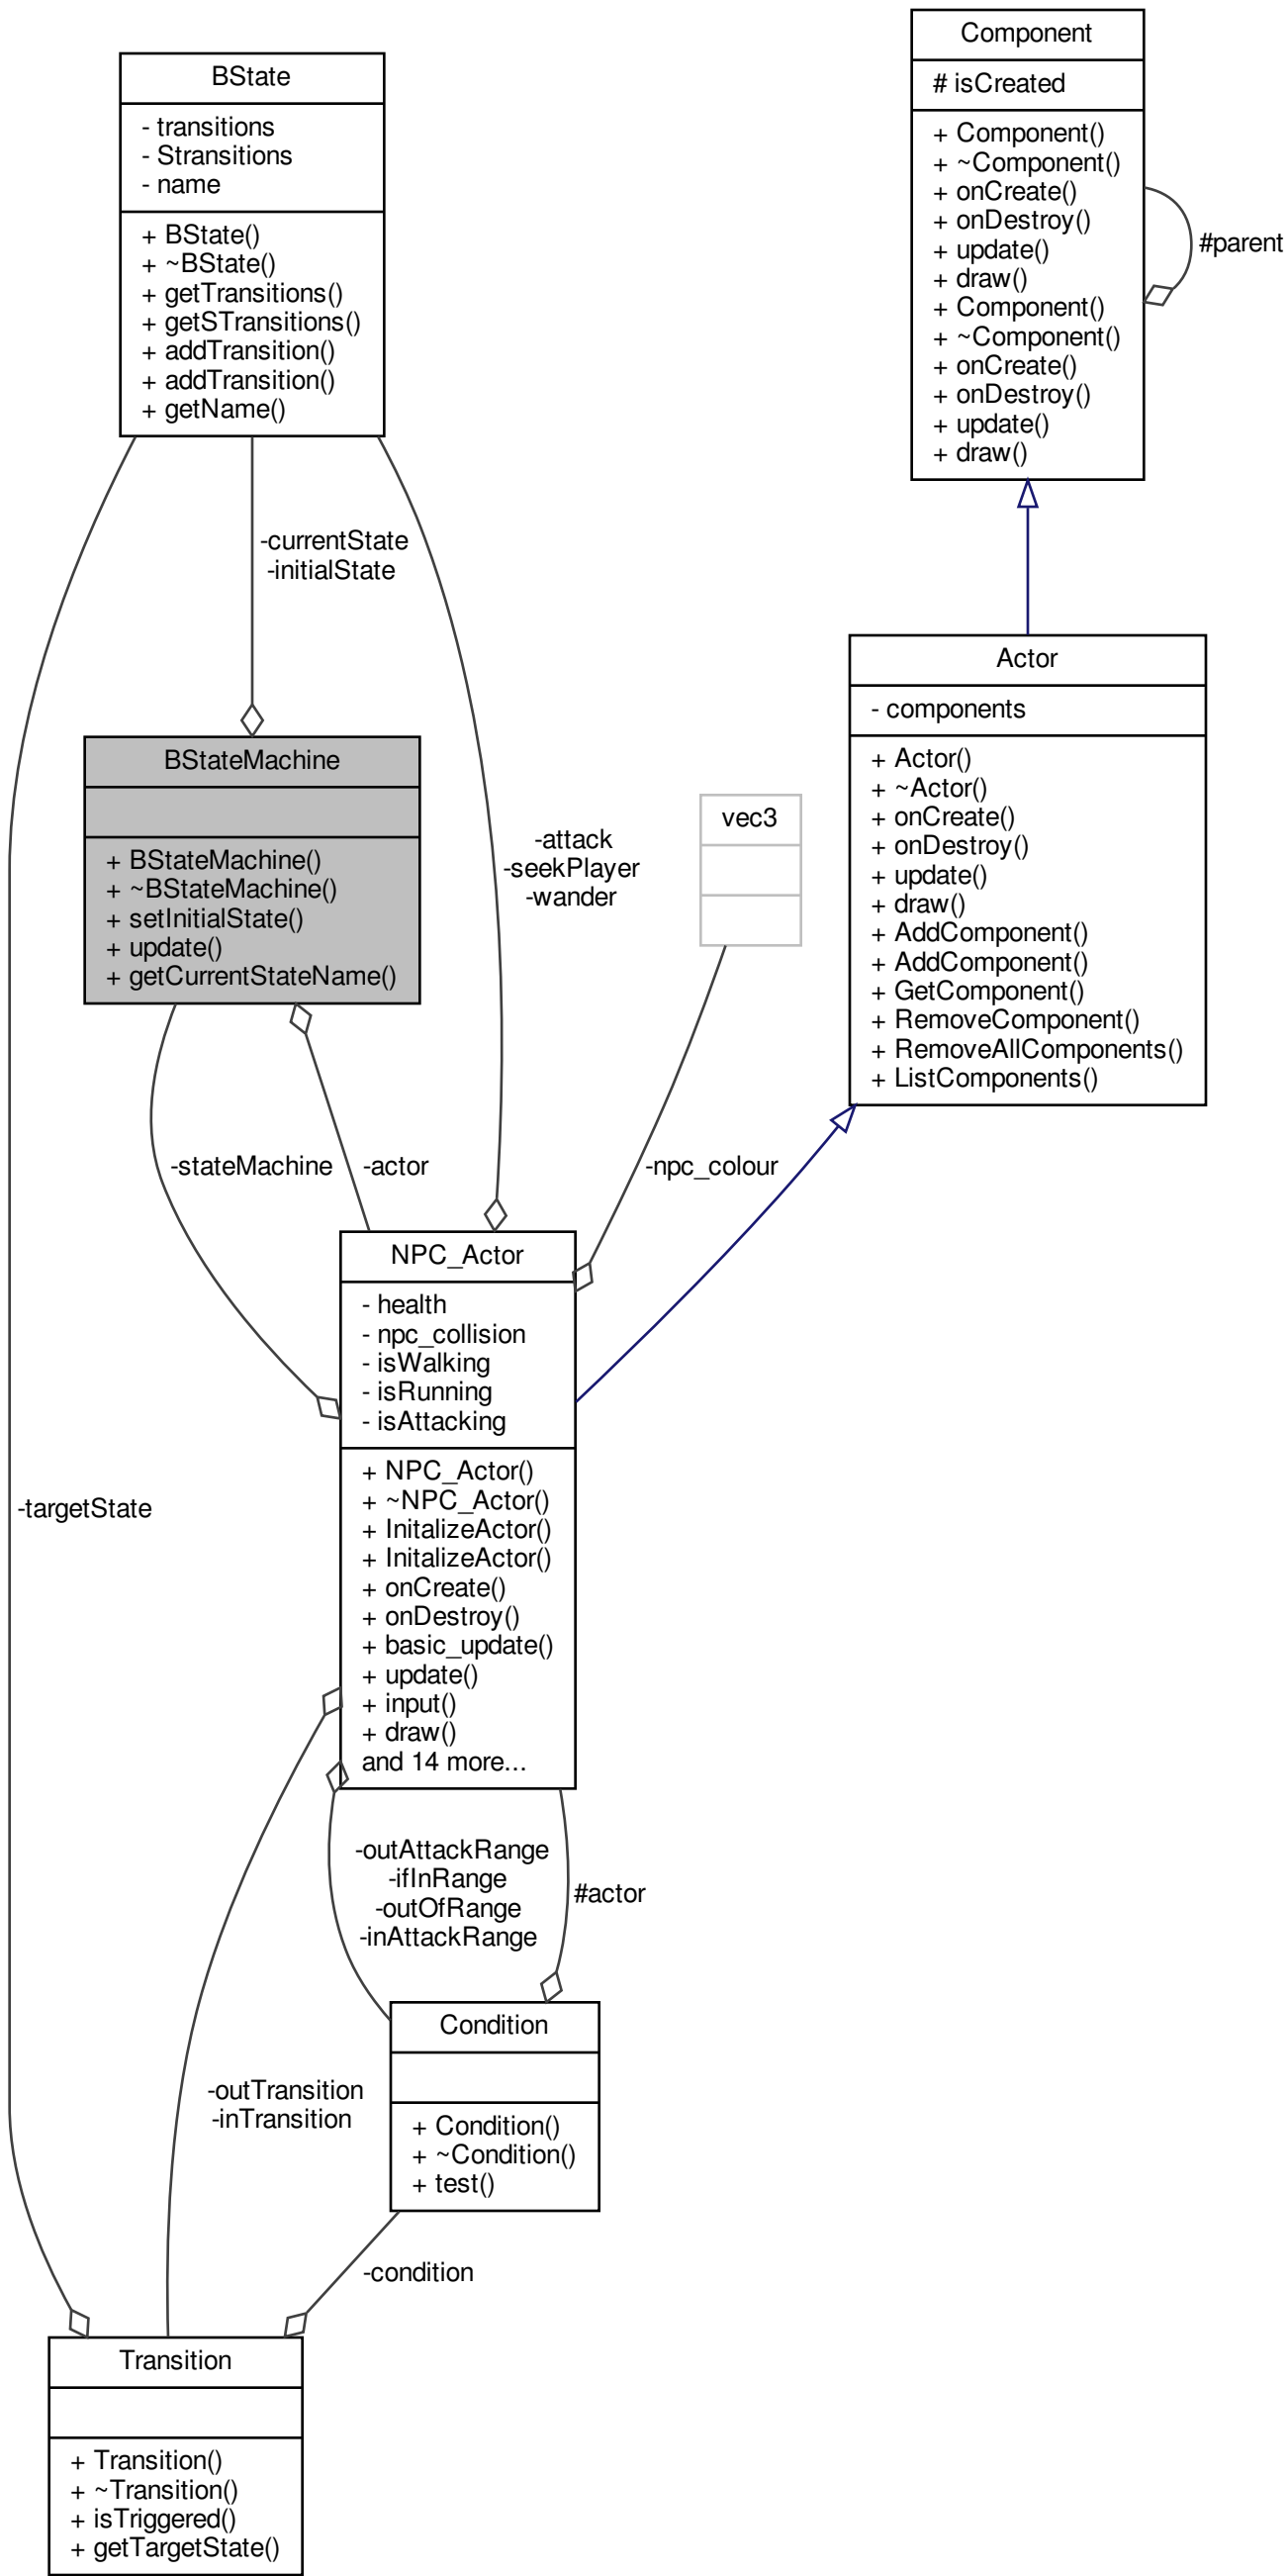 Component
# isCreated
+ Component()
+ ~Component()
+ onCreate()
+ onDestroy()
+ update()
+ draw()
+ Component()
+ ~Component()
+ onCreate()
+ onDestroy()
+ update()
+ draw()
#parent
BState
- transitions
- Stransitions
- name
+ BState()
+ ~BState()
+ getTransitions()
+ getSTransitions()
+ addTransition()
+ addTransition()
+ getName()
-currentState
-initialState
Actor
- components
+ Actor()
+ ~Actor()
+ onCreate()
+ onDestroy()
+ update()
+ draw()
+ AddComponent()
+ AddComponent()
+ GetComponent()
+ RemoveComponent()
+ RemoveAllComponents()
+ ListComponents()
BStateMachine
+ BStateMachine()
+ ~BStateMachine()
+ setInitialState()
+ update()
+ getCurrentStateName()
-attack
-seekPlayer
-wander
vec3
-stateMachine
-actor
-npc_colour
NPC_Actor
- health
- npc_collision
- isWalking
- isRunning
- isAttacking
+ NPC_Actor()
+ ~NPC_Actor()
+ InitalizeActor()
+ InitalizeActor()
+ onCreate()
+ onDestroy()
+ basic_update()
+ update()
+ input()
+ draw()
and 14 more...
-targetState
-outAttackRange
-ifInRange
-outOfRange
-inAttackRange
#actor
Condition
+ Condition()
+ ~Condition()
+ test()
-outTransition
-inTransition
-condition
Transition
+ Transition()
+ ~Transition()
+ isTriggered()
+ getTargetState()